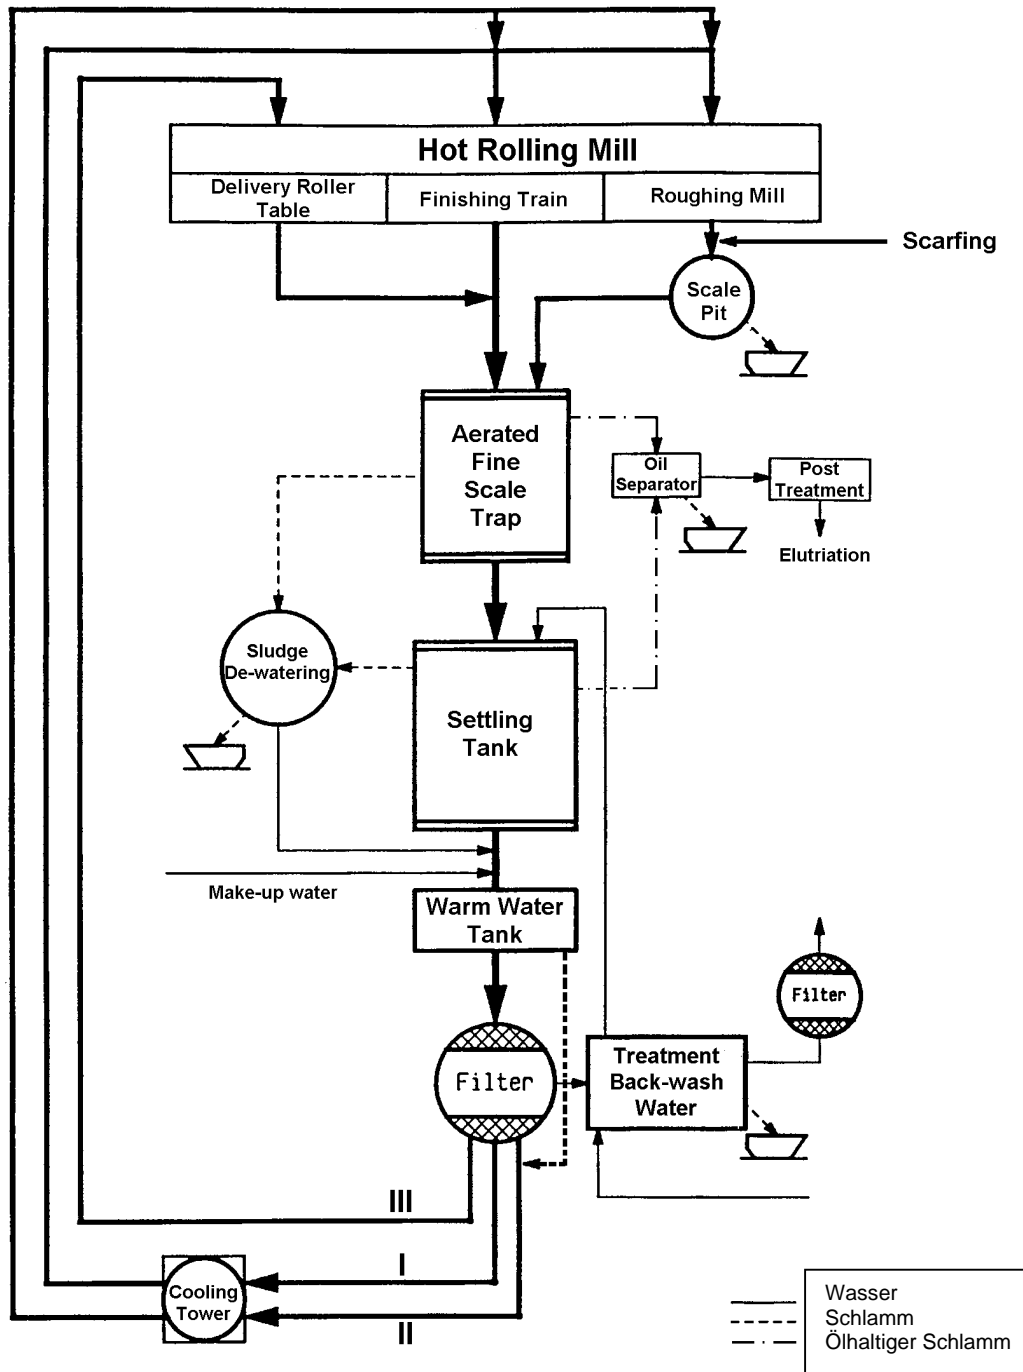 Hot Rolling Mill
Delivery Roller
Table
Finishing Train
Roughing Mill
Scarfing
Scale
Pit
Aerated
Fine
Scale
Trap
Oil
Separator
Post
Treatment
Elutriation
Sludge
De-watering
Settling
Tank
Make-up water
Warm Water
Tank
Filter
Filter
Treatment
Back-wash
Water
III
I
II
Cooling
Tower
Wasser
Schlamm
Ölhaltiger Schlamm